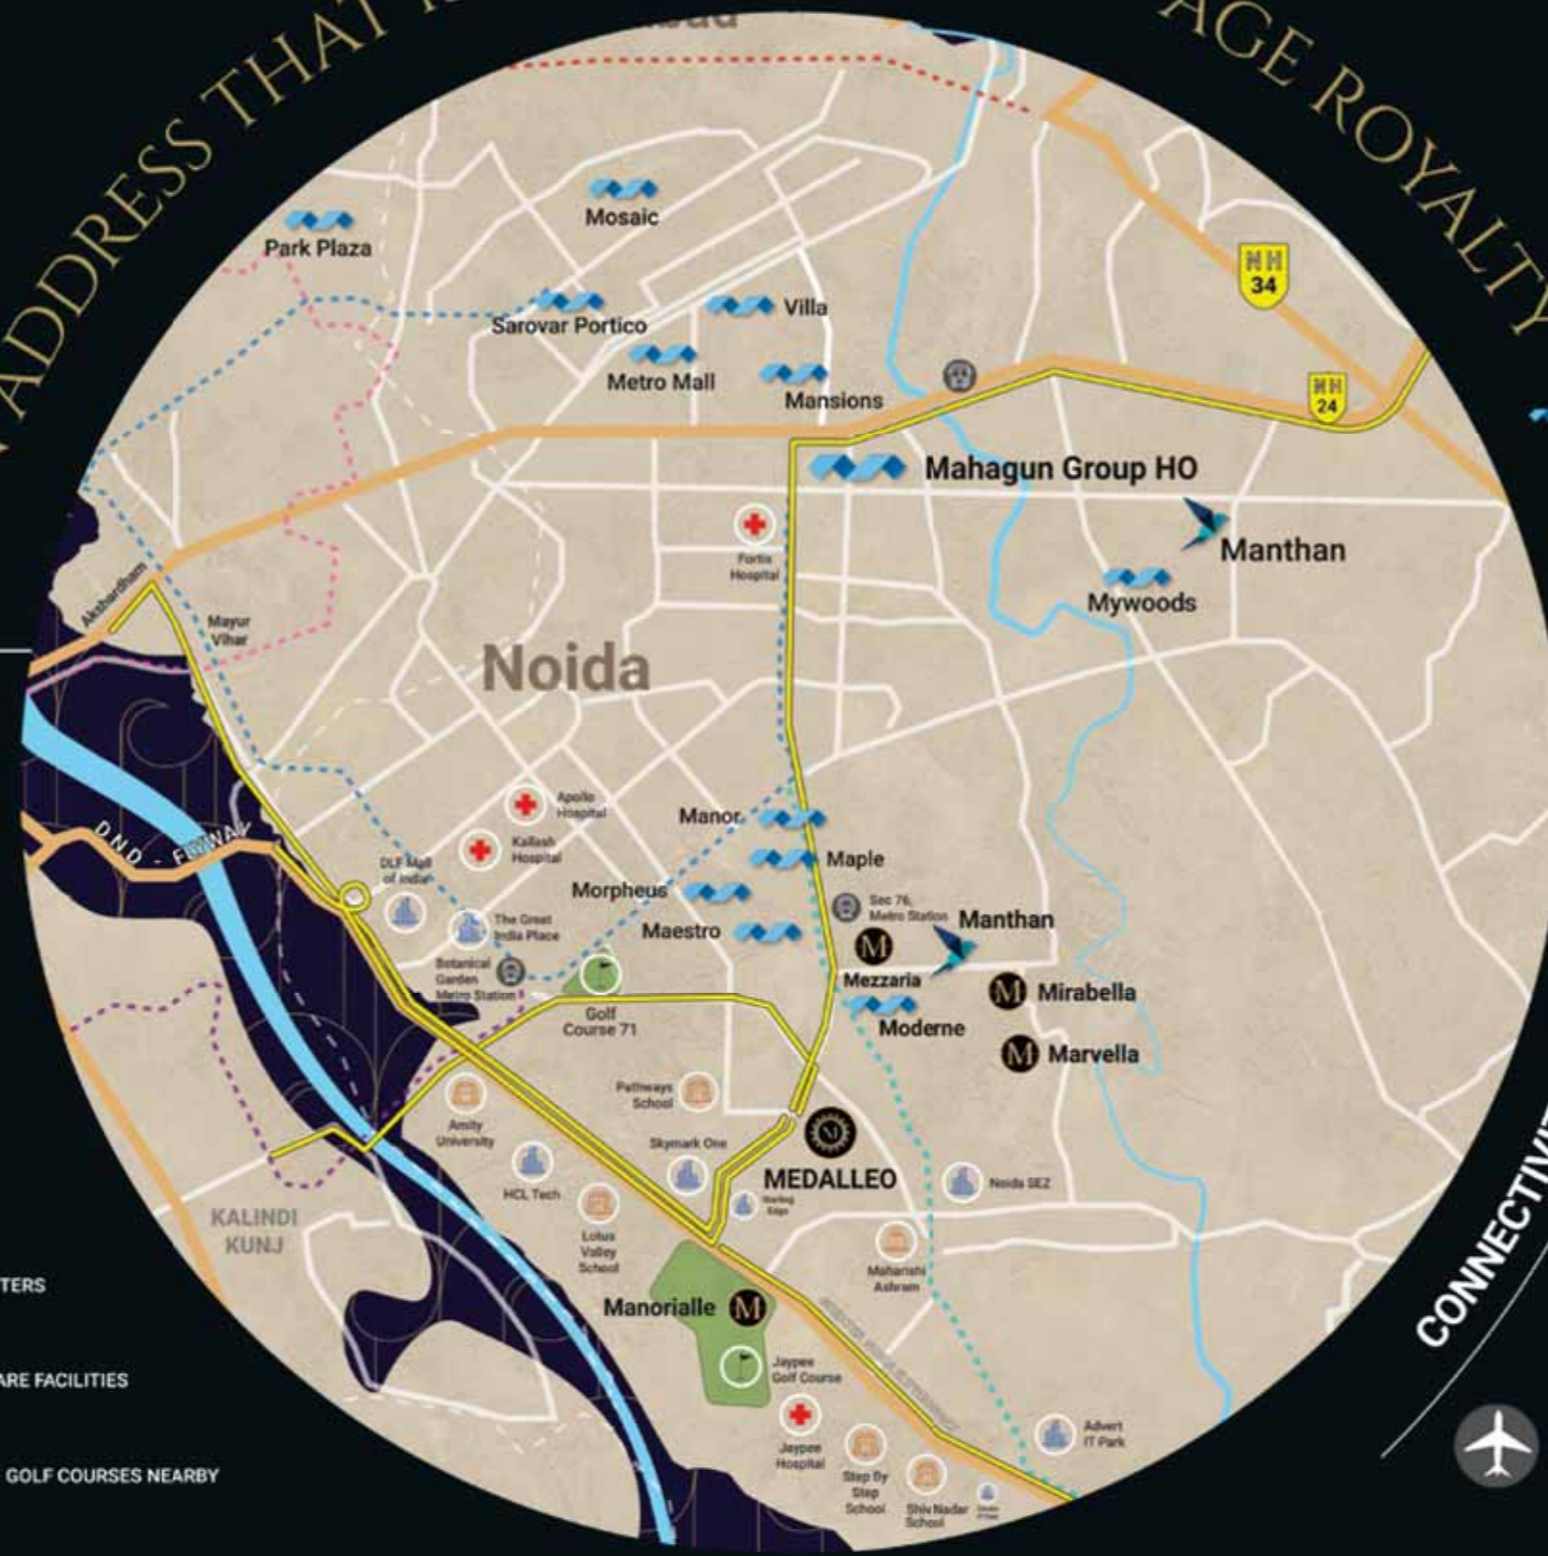 ADDRESS THAT
AGE ROYALTY
Mosaic
Park Plaza
NH
34
Sarovar Portico
Villa
Metro Mall
Mansions
NH
24
Mahagun Group HO
Fortis
Hospital
Manthan
Mywoods
Akshardham
Mayur
Vihar
Noida
Apollo
Hospital
Manor
DND - FLYWAY
Kailash
Hospital
DLF Mall
of India
Maple
Morpheus
The Great
India Place
Maestro
Sec 76,
Metro Station
Manthan
Botanical
Garden
Metro Station
M
Mezzaria
M
Mirabella
Golf
Course 71
Moderne
M
Marvella
Pathways
School
Amity
University
Skymark One
M
MEDALLEO
HCL Tech
Noida SEZ
KALINDI
KUNJ
Lotus
Valley
School
Maharishi
Ashram
TERS
Manorialle
M
CONNECTIVI
Jaypee
Golf Course
ARE FACILITIES
Jaypee
Hospital
Advert
IT Park
GOLF COURSES NEARBY
Step By
Step
School
Shiv Nadar
School